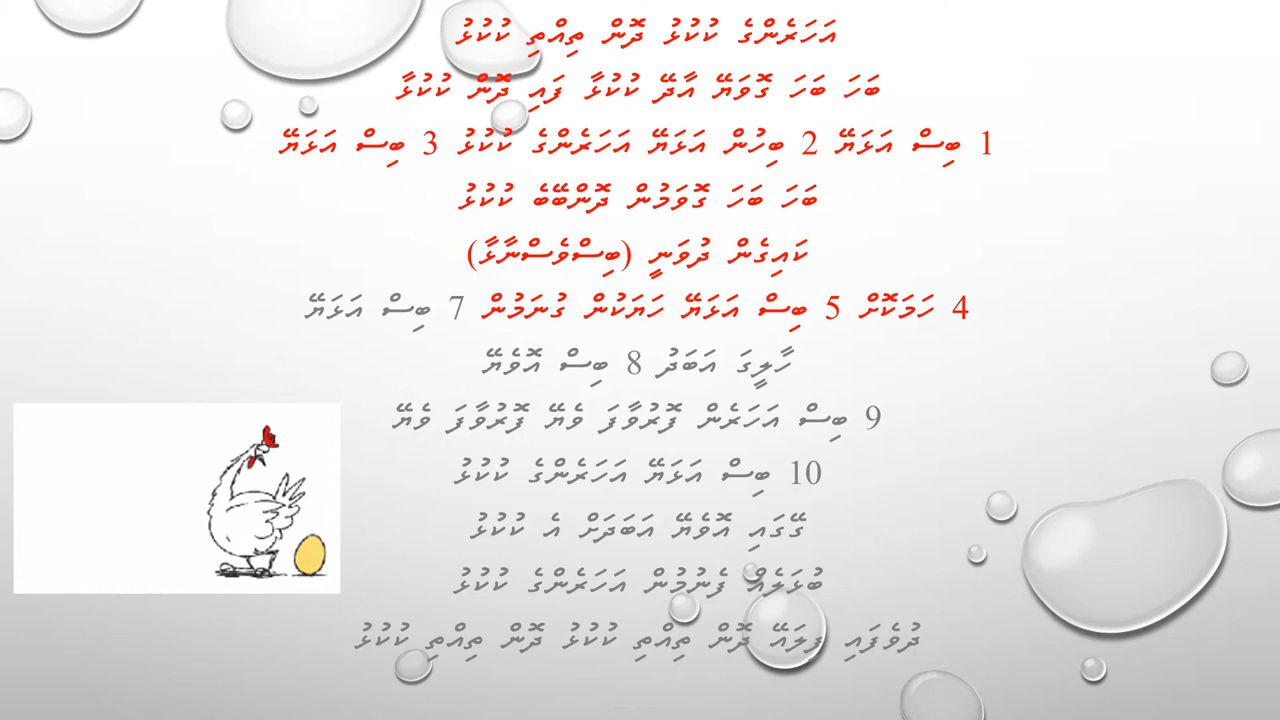 އަހަރެންގެ ކުކުޅު ދޮން ތިއްތި ކުކުޅު
ބަހަ ބަހަ ގޮވަޔޭ އާދޭ ކުކުޅާ ފައި ދޮން ކުކުޅާ
1 ބިސް އަޅަޔޭ 2 ބިހުން އަޅަޔޭ އަހަރެންގެ ކުކުޅު 3 ބިސް އަޅަޔޭ
ބަހަ ބަހަ ގޮވަމުން ދޮންބޭބެ ކުކުޅު
ކައިގެން ދުވަނީ (ބިސްވެސްނާޅާ)
4 ހަމަކޮށް 5 ބިސް އަޅަޔޭ ހަޔަކުން ގުނަމުން 7 ބިސް އަޅަޔޭ
ހާލީގަ އަބަދު 8 ބިސް އޮވެޔޭ
9 ބިސް އަހަރެން ފޮރުވާފަ ވެޔޭ ފޮރުވާފަ ވެޔޭ
10 ބިސް އަޅަޔޭ އަހަރެންގެ ކުކުޅު
ގޭގައި އޮވެޔޭ އަބަދަށް އެ ކުކުޅު
ބުޅަލެއް ފެނުމުން އަހަރެންގެ ކުކުޅު
ދުވެފައި ފިލައޭ ދޮން ތިއްތި ކުކުޅު ދޮން ތިއްތި ކުކުޅު